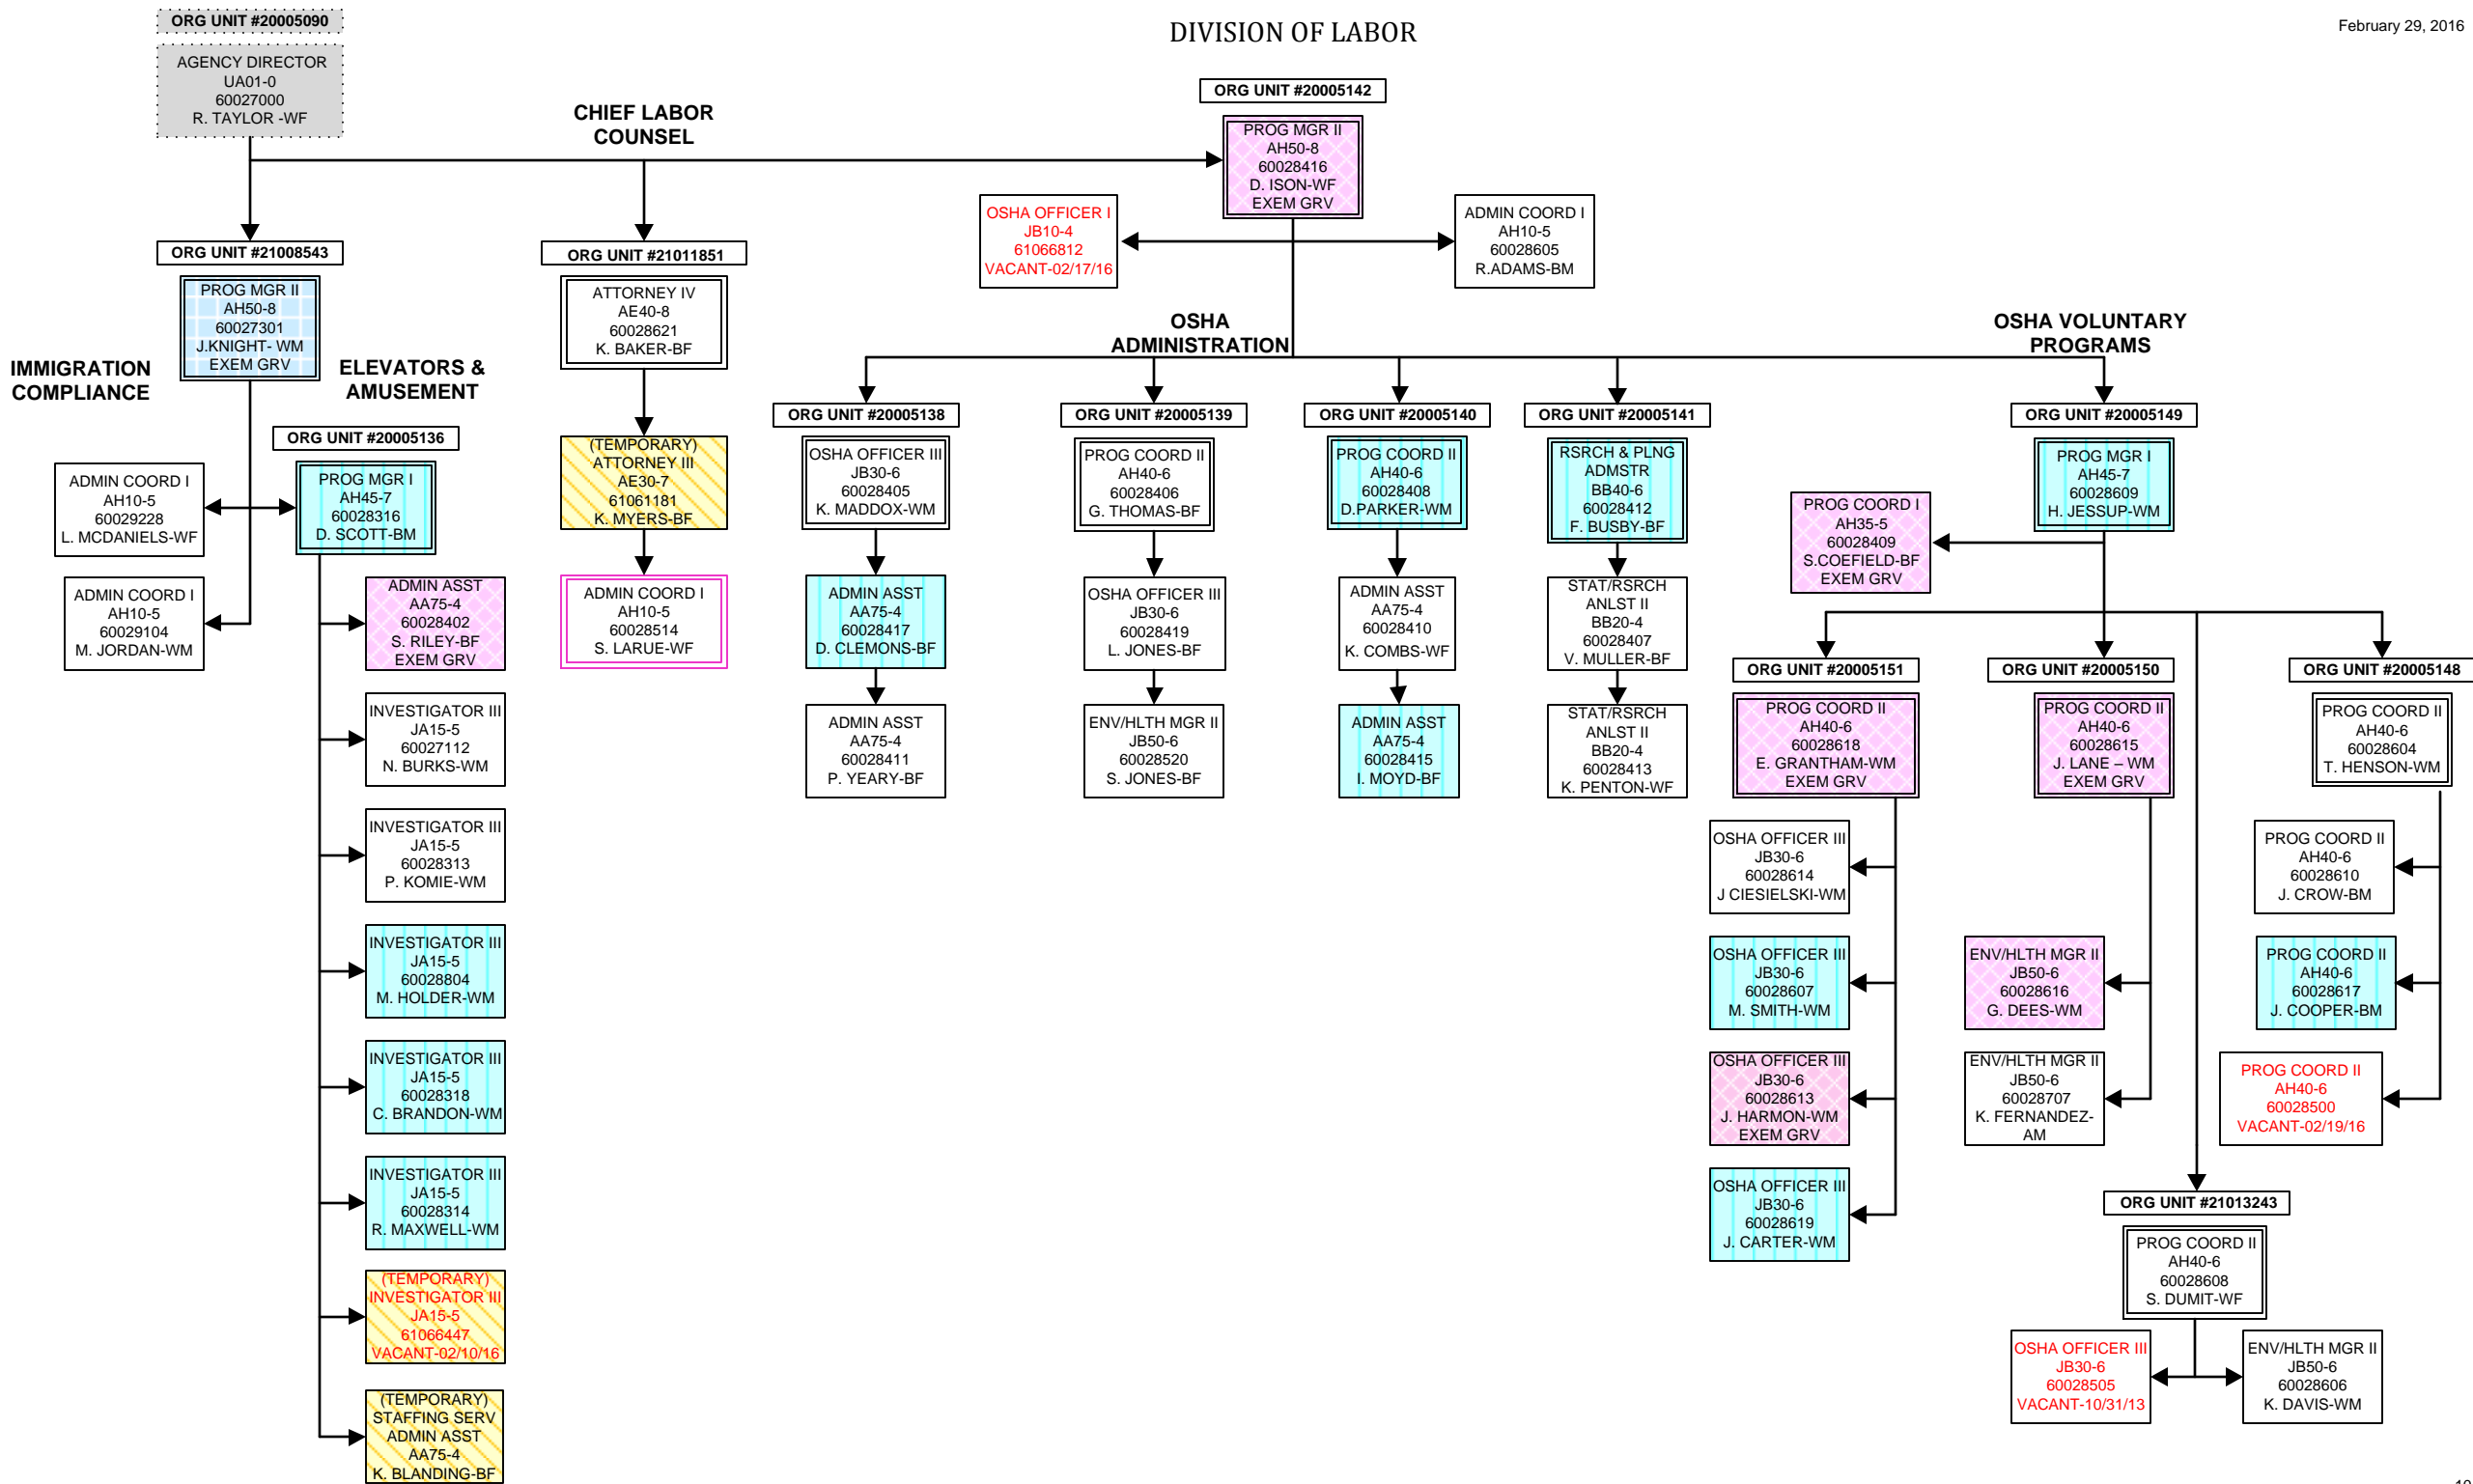 DIVISION OF LABOR
February 29, 2016
ORG UNIT #20005090
AGENCY DIRECTOR
UA01-0
60027000
R. TAYLOR -WF
CHIEF LABOR
COUNSEL
ORG UNIT #20005142
PROG MGR II
AH50-8
60028416
D. ISON-WF
EXEM GRV
OSHA OFFICER I
JB10-4
61066812
VACANT-02/17/16
ADMIN COORD I
AH10-5
60028605
R.ADAMS-BM
ORG UNIT #21008543
PROG MGR II
AH50-8
60027301
J.KNIGHT- WM
EXEM GRV
IMMIGRATION
COMPLIANCE
ELEVATORS &
AMUSEMENT
ADMIN COORD I
AH10-5
60029228
L. MCDANIELS-WF
ADMIN COORD I
AH10-5
60029104
M. JORDAN-WM
ORG UNIT #20005136
PROG MGR I
AH45-7
60028316
D. SCOTT-BM
ADMIN ASST
AA75-4
60028402
S. RILEY-BF
EXEM GRV
INVESTIGATOR III
JA15-5
60027112
N. BURKS-WM
INVESTIGATOR III
JA15-5
60028313
P. KOMIE-WM
INVESTIGATOR III
JA15-5
60028804
M. HOLDER-WM
INVESTIGATOR III
JA15-5
60028318
C. BRANDON-WM
INVESTIGATOR III
JA15-5
60028314
R. MAXWELL-WM
(TEMPORARY)
INVESTIGATOR III
JA15-5
61066447
VACANT-02/10/16
(TEMPORARY)
STAFFING SERV
ADMIN ASST
AA75-4
K. BLANDING-BF
ORG UNIT #21011851
ATTORNEY IV
AE40-8
60028621
K. BAKER-BF
(TEMPORARY)
ATTORNEY III
AE30-7
61061181
K. MYERS-BF
ADMIN COORD I
AH10-5
60028514
S. LARUE-WF
OSHA
ADMINISTRATION
OSHA VOLUNTARY
PROGRAMS
ORG UNIT #20005138
OSHA OFFICER III
JB30-6
60028405
K. MADDOX-WM
ADMIN ASST
AA75-4
60028417
D. CLEMONS-BF
ADMIN ASST
AA75-4
60028411
P. YEARY-BF
ORG UNIT #20005139
PROG COORD II
AH40-6
60028406
G. THOMAS-BF
OSHA OFFICER III
JB30-6
60028419
L. JONES-BF
ENV/HLTH MGR II
JB50-6
60028520
S. JONES-BF
ORG UNIT #20005140
PROG COORD II
AH40-6
60028408
D.PARKER-WM
ADMIN ASST
AA75-4
60028410
K. COMBS-WF
ADMIN ASST
AA75-4
60028415
I. MOYD-BF
ORG UNIT #20005141
RSRCH & PLNG
ADMSTR
BB40-6
60028412
F. BUSBY-BF
STAT/RSRCH
ANLST II
BB20-4
60028407
V. MULLER-BF
STAT/RSRCH
ANLST II
BB20-4
60028413
K. PENTON-WF
ORG UNIT #20005149
PROG MGR I
AH45-7
60028609
H. JESSUP-WM
PROG COORD I
AH35-5
60028409
S.COEFIELD-BF
EXEM GRV
ORG UNIT #20005151
PROG COORD II
AH40-6
60028618
E. GRANTHAM-WM
EXEM GRV
OSHA OFFICER III
JB30-6
60028614
J CIESIELSKI-WM
OSHA OFFICER III
JB30-6
60028607
M. SMITH-WM
OSHA OFFICER III
JB30-6
60028613
J. HARMON-WM
EXEM GRV
OSHA OFFICER III
JB30-6
60028619
J. CARTER-WM
ORG UNIT #20005150
PROG COORD II
AH40-6
60028615
J. LANE – WM
EXEM GRV
ENV/HLTH MGR II
JB50-6
60028616
G. DEES-WM
ENV/HLTH MGR II
JB50-6
60028707
K. FERNANDEZ-
AM
ORG UNIT #20005148
PROG COORD II
AH40-6
60028604
T. HENSON-WM
PROG COORD II
AH40-6
60028610
J. CROW-BM
PROG COORD II
AH40-6
60028617
J. COOPER-BM
PROG COORD II
AH40-6
60028500
VACANT-02/19/16
ORG UNIT #21013243
PROG COORD II
AH40-6
60028608
S. DUMIT-WF
OSHA OFFICER III
JB30-6
60028505
VACANT-10/31/13
ENV/HLTH MGR II
JB50-6
60028606
K. DAVIS-WM